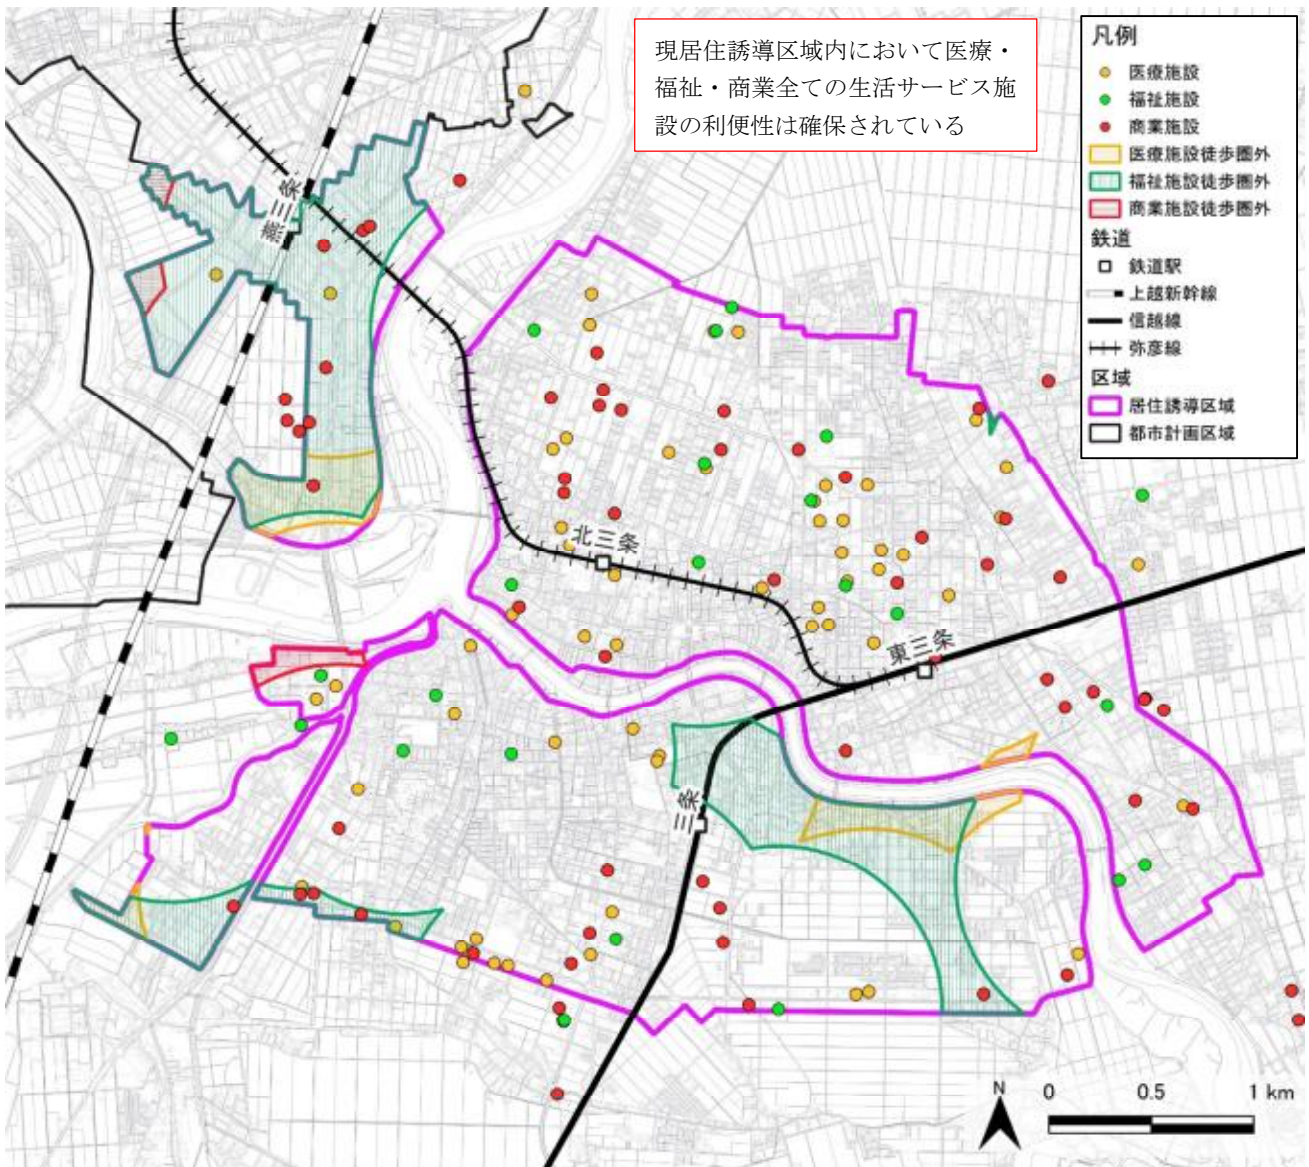 現居住誘導区域内において医療・
福祉・商業全ての生活サービス施
設の利便性は確保されている
凡例
医療施設
福祉施設
商業施設
医療施設徒歩圏外
福祉施設徒歩圏外
商業施設徒歩圏外
鉄道
鉄道駅
上越新幹線
信越線
弥彦線
区域
居住誘導区域
都市計画区域
燕三条
北三条
東三条
三条
N
0 0.5 1 km